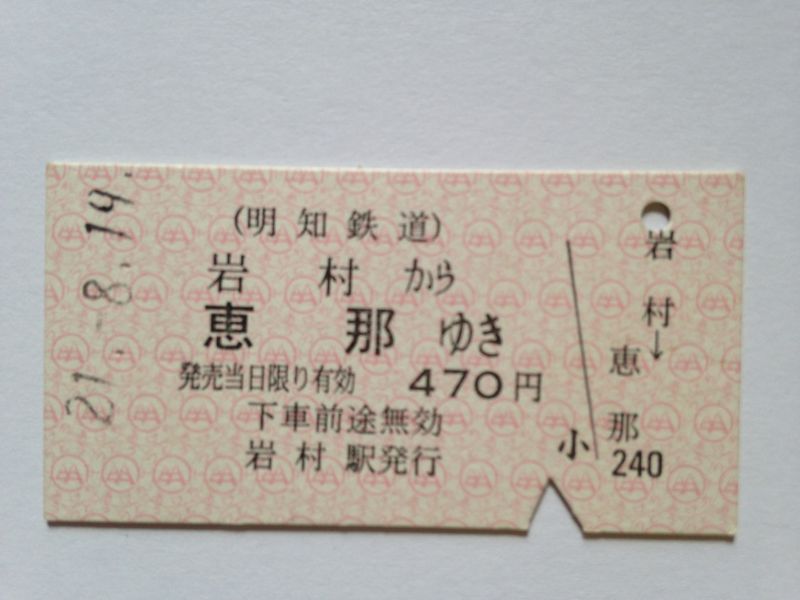 21.-8.19.
(明知鉄道)
岩村から
恵那ゆき
発売当日限り有効 470円
下車前途無効
岩村駅発行
小
岩村→
恵那
240